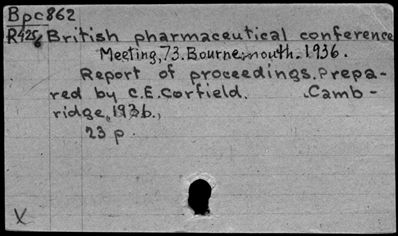 Bpc862
R425g British pharmaceutical conference
Meeting, 73. Bournemouth. 1936.
Report of proceedings. Prepa-
red by C.E. Corfield. Camb-
ridge, 1936.,
23 p.
X